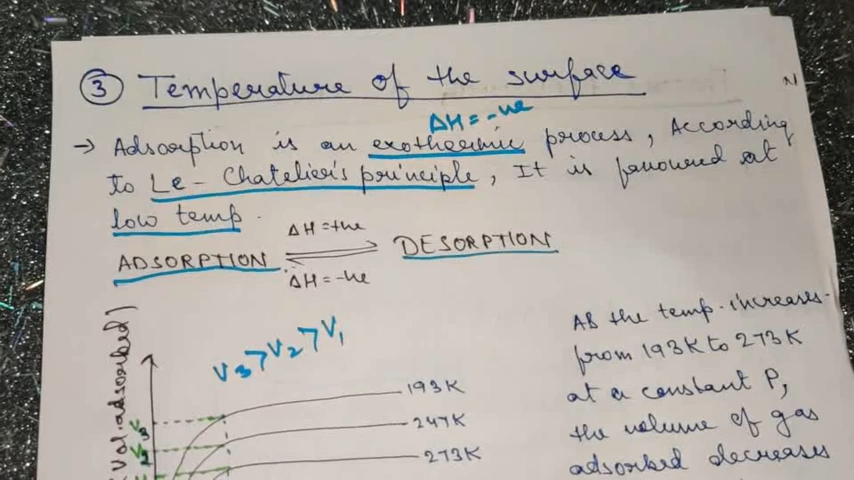 ③ Temperature of the surface
N
ΔH = -ve
→ Adsorption is an exothermic process, According
to Le-Chatelier's principle, It is favoured at
low temp.
ΔH = +ve
ADSORPTION ⇌ DESORPTION
ΔH = -ve
V3 > V2 > V1
(Vol. adsorbed)
V3
V2
193K
247K
273K
As the temp. increases
from 193K to 273K
at a constant P,
the volume of gas
adsorbed decreases